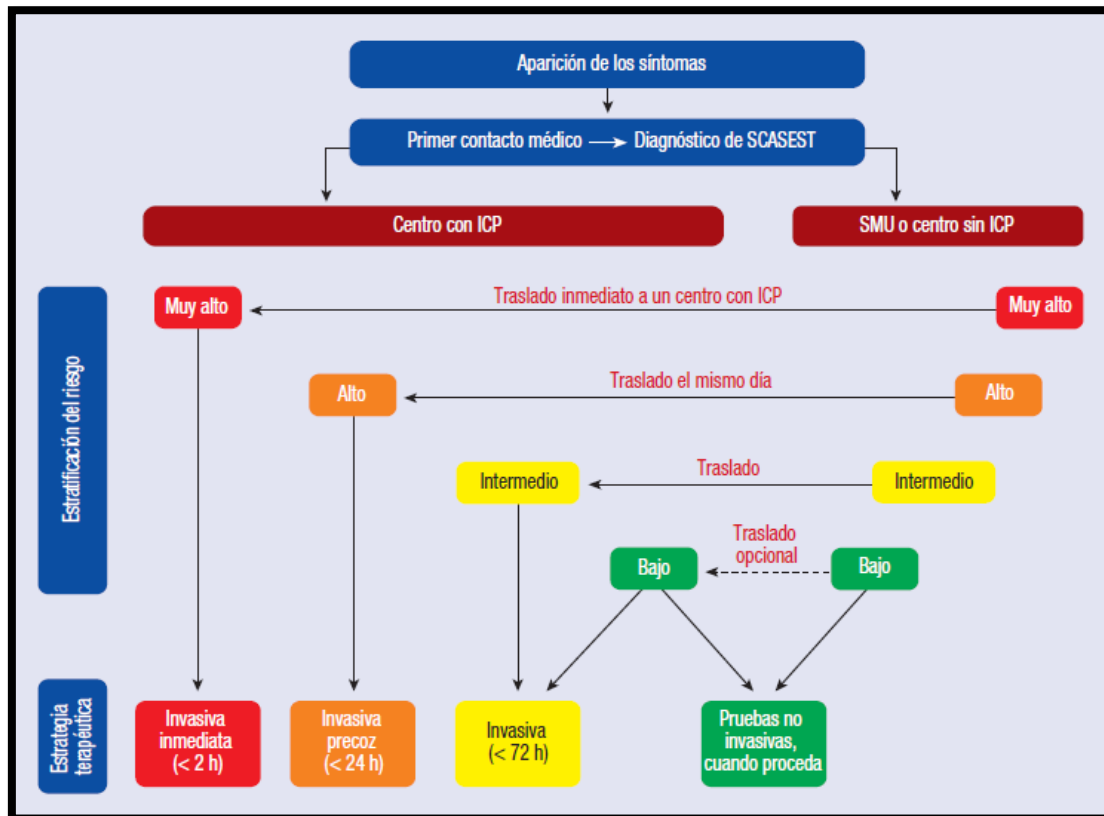 Aparición de los síntomas
Primer contacto médico → Diagnóstico de SCASEST
Centro con ICP
SMU o centro sin ICP
Estratificación del riesgo
Muy alto
Traslado inmediato a un centro con ICP
Muy alto
Alto
Traslado el mismo día
Alto
Intermedio
Traslado
Intermedio
Bajo
Traslado
opcional
Bajo
Estrategia
terapéutica
Invasiva
inmediata
(< 2 h)
Invasiva
precoz
(< 24 h)
Invasiva
(< 72 h)
Pruebas no
invasivas,
cuando proceda